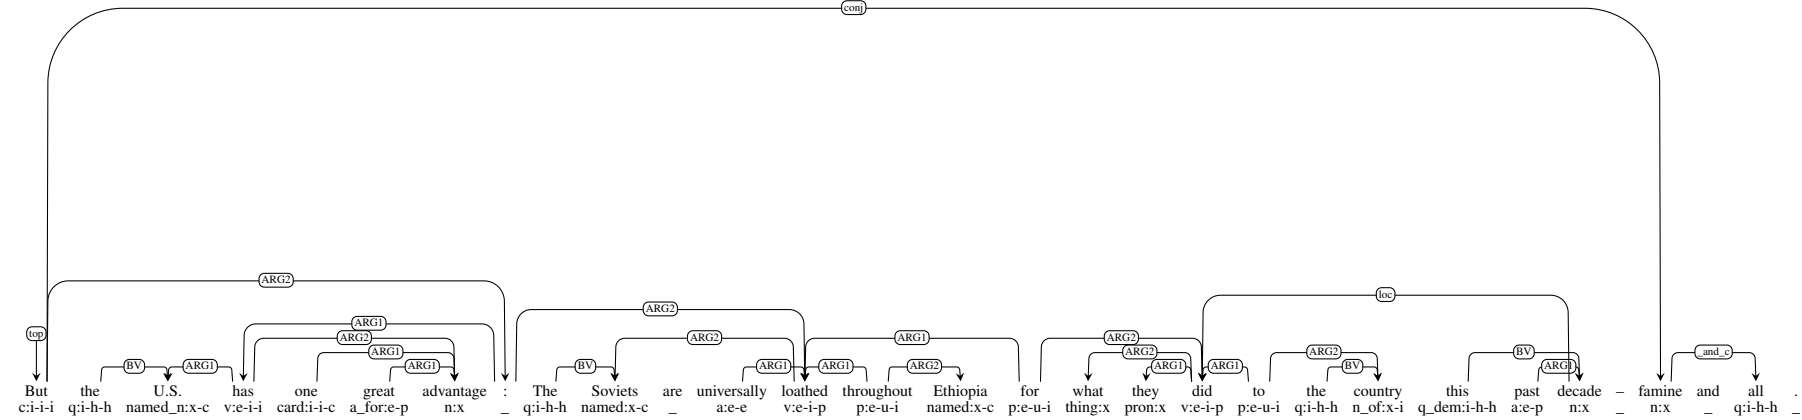 conj
ARG2
loc
ARG2
ARG1
top
ARG2 ARG2 ARG1 ARG2
ARG1 ARG2 ARG2 BV _and_c
BV ARG1 ARG1 BV ARG1 ARG1 ARG2 ARG1 ARG1 BV ARG1
But the U.S. has one great advantage : The Soviets are universally loathed throughout Ethiopia for what they did to the country this past decade – famine and all .
c:i-i-i q:i-h-h named_n:x-c v:e-i-i card:i-i-c a_for:e-p n:x _ q:i-h-h named:x-c _ a:e-e v:e-i-p p:e-u-i named:x-c p:e-u-i thing:x pron:x v:e-i-p p:e-u-i q:i-h-h n_of:x-i q_dem:i-h-h a:e-p n:x _ n:x _ q:i-h-h _